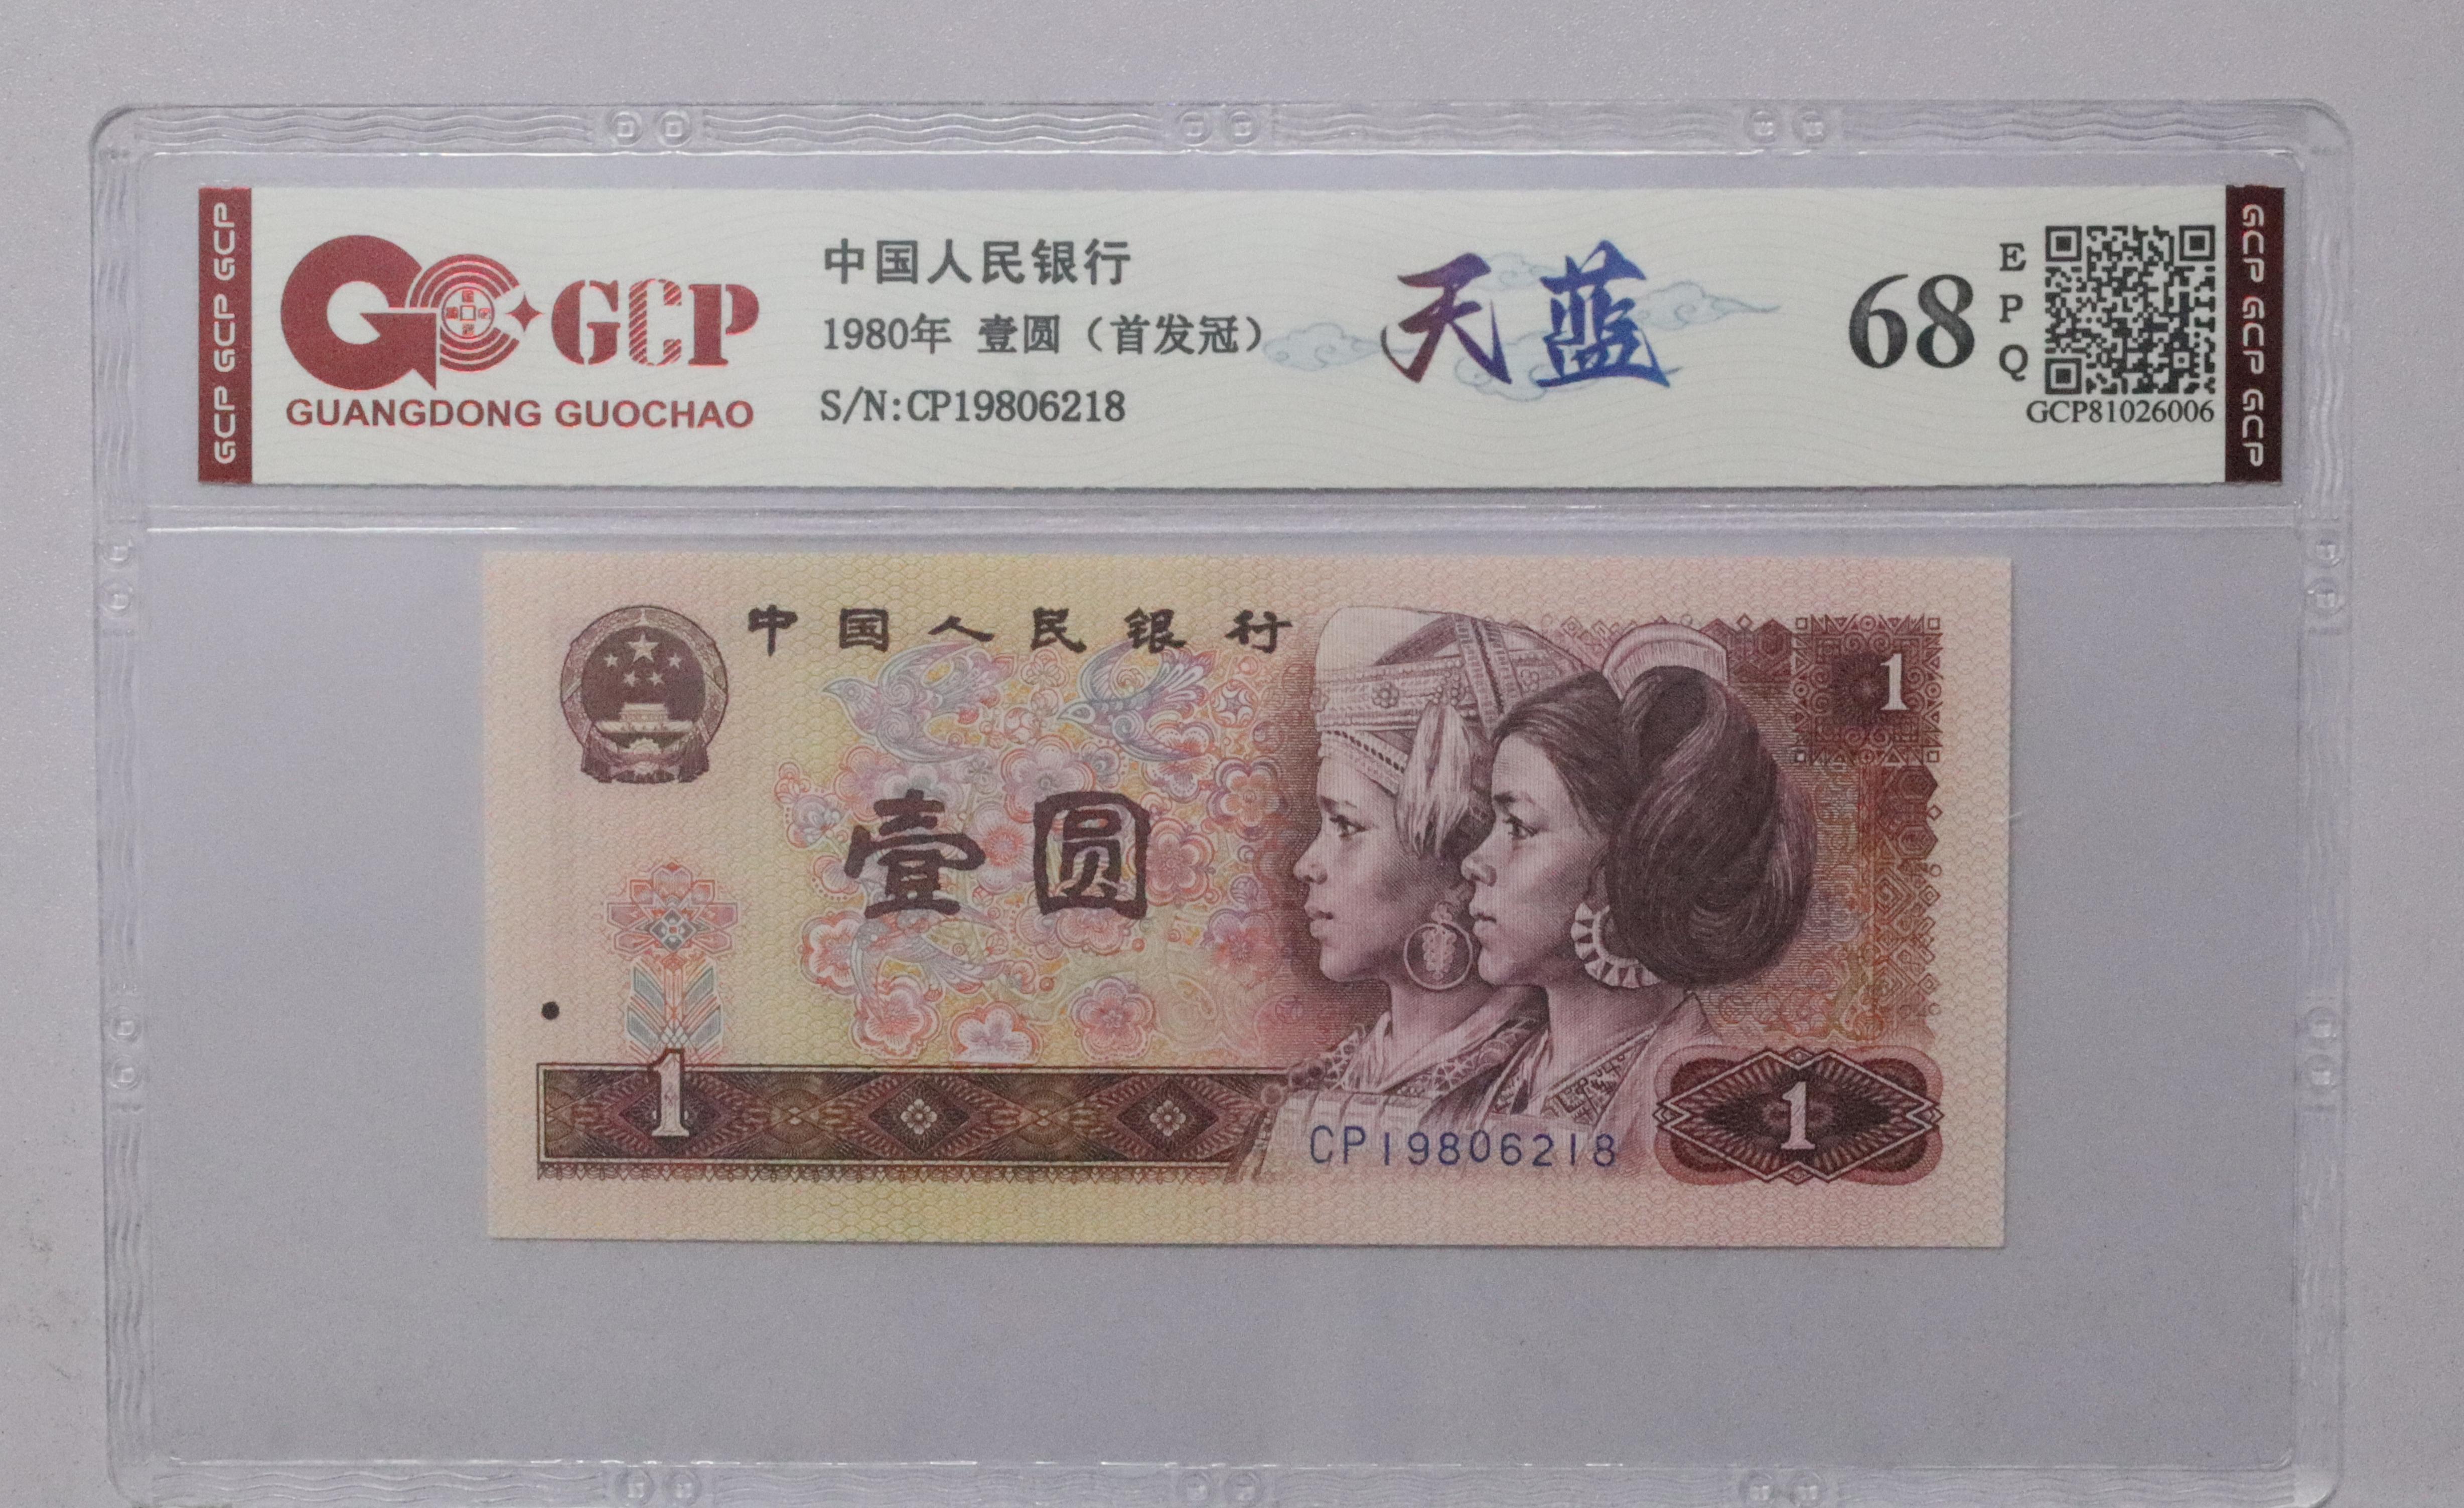 GCP GCP GCP
GCP
GUANGDONG GUOCHAO
中国人民银行
1980年 壹圆（首发冠）
S/N:CP19806218
天蓝
68
EPQ
GCP81026006
GCP GCP GCP
中国人民银行
1
壹圆
1
CP19806218
1